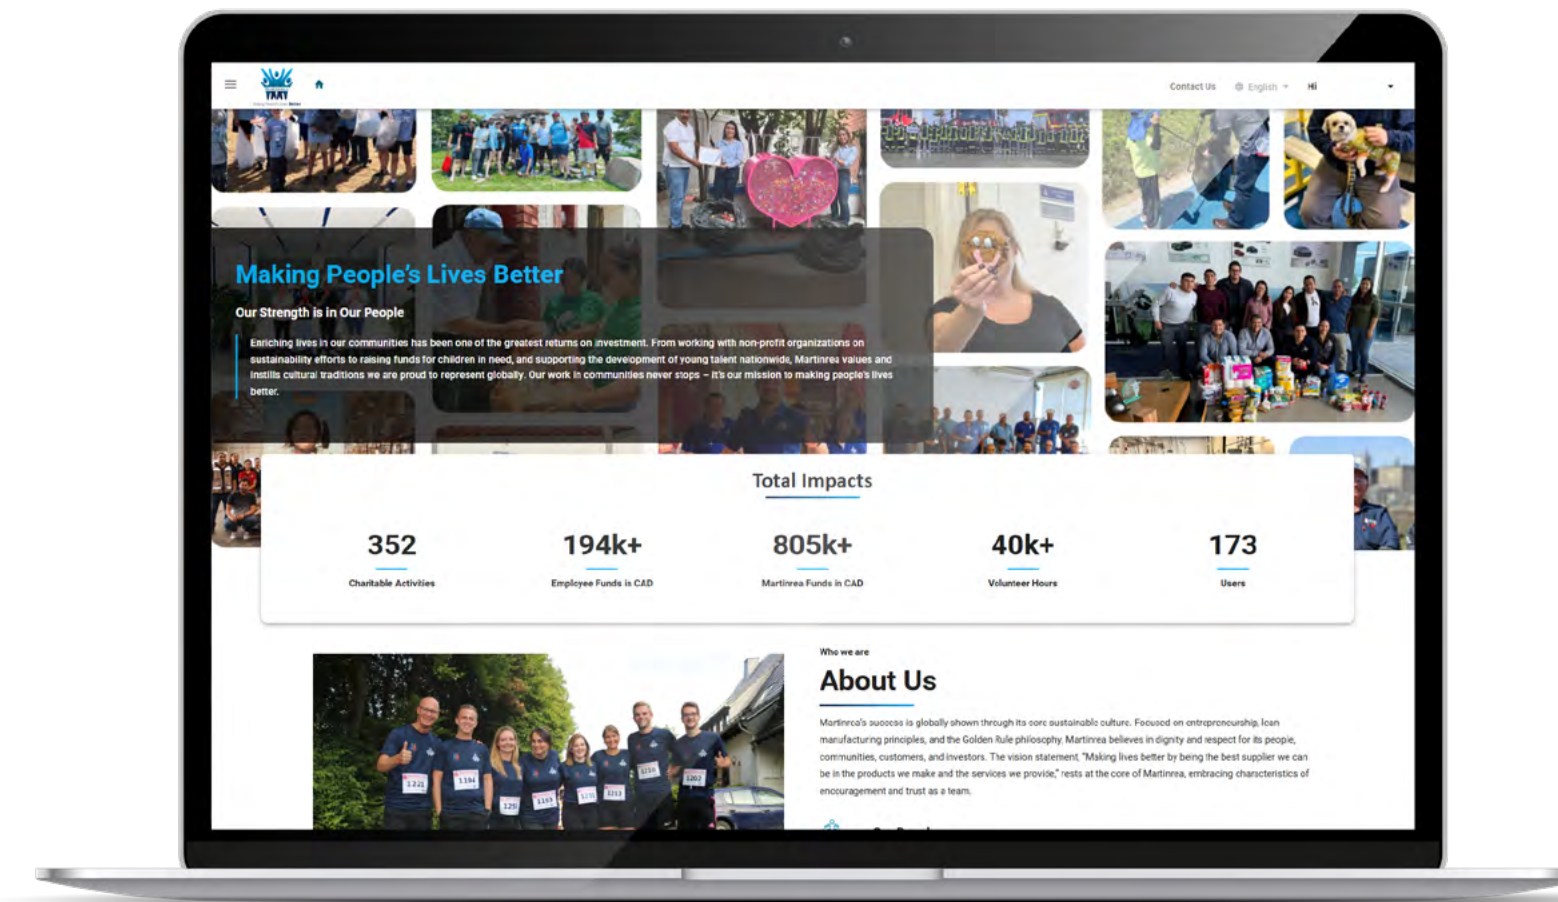 Contact Us
English
Hi
Making People's Lives Better
Our Strength is in Our People
Enriching lives in our communities has been one of the greatest returns on investment. From working with non-profit organizations on
sustainability efforts to raising funds for children in need, and supporting the development of young talent nationwide, Martinrea values and
instills cultural traditions we are proud to represent globally. Our work in communities never stops – it's our mission to making people's lives
better.
Total Impacts
352
194k+
805k+
40k+
173
Charitable Activities
Employee Funds in CAD
Martinrea Funds in CAD
Volunteer Hours
Users
Who we are
About Us
Martinrea's success is globally shown through its core sustainable culture. Focused on entrepreneurship, lean
manufacturing principles, and the Golden Rule philosophy. Martinrea believes in dignity and respect for its people,
communities, customers, and investors. The vision statement, "Making lives better by being the best supplier we can
be in the products we make and the services we provide," rests at the core of Martinrea, embracing characteristics of
encouragement and trust as a team.
1221
1194
1202